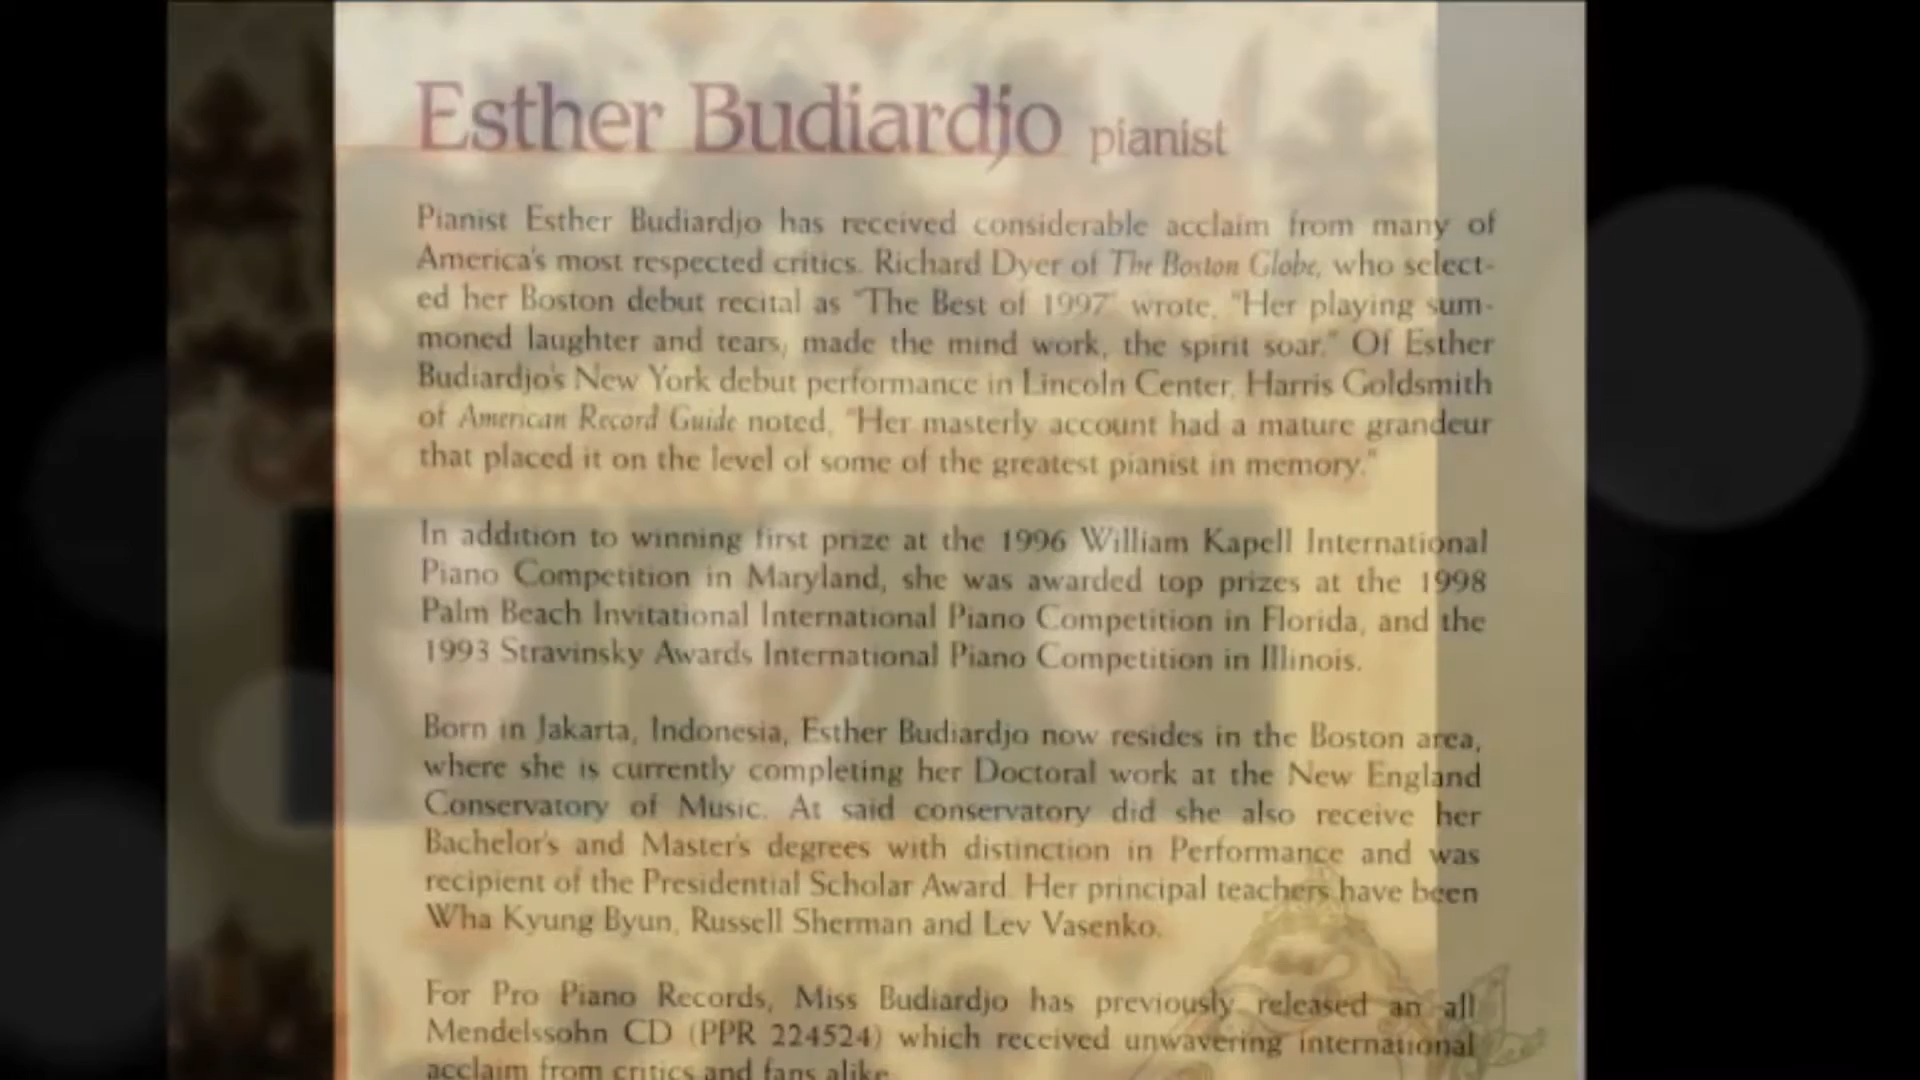 Esther Budiardjo pianist
Pianist Esther Budiardjo has received considerable acclaim from many of
America's most respected critics. Richard Dyer of The Boston Globe, who select-
ed her Boston debut recital as "The Best of 1997" wrote, "Her playing sum-
moned laughter and tears, made the mind work, the spirit soar." Of Esther
Budiardjo's New York debut performance in Lincoln Center, Harris Goldsmith
of American Record Guide noted, "Her masterly account had a mature grandeur
that placed it on the level of some of the greatest pianist in memory."
In addition to winning first prize at the 1996 William Kapell International
Piano Competition in Maryland, she was awarded top prizes at the 1998
Palm Beach Invitational International Piano Competition in Florida, and the
1993 Stravinsky Awards International Piano Competition in Illinois.
Born in Jakarta, Indonesia, Esther Budiardjo now resides in the Boston area,
where she is currently completing her Doctoral work at the New England
Conservatory of Music. At said conservatory did she also receive her
Bachelor's and Master's degrees with distinction in Performance and was
recipient of the Presidential Scholar Award. Her principal teachers have been
Wha Kyung Byun, Russell Sherman and Lev Vasenko.
For Pro Piano Records, Miss Budiardjo has previously released an all
Mendelssohn CD (PPR 224524) which received unwavering international
acclaim from critics and fans alike.